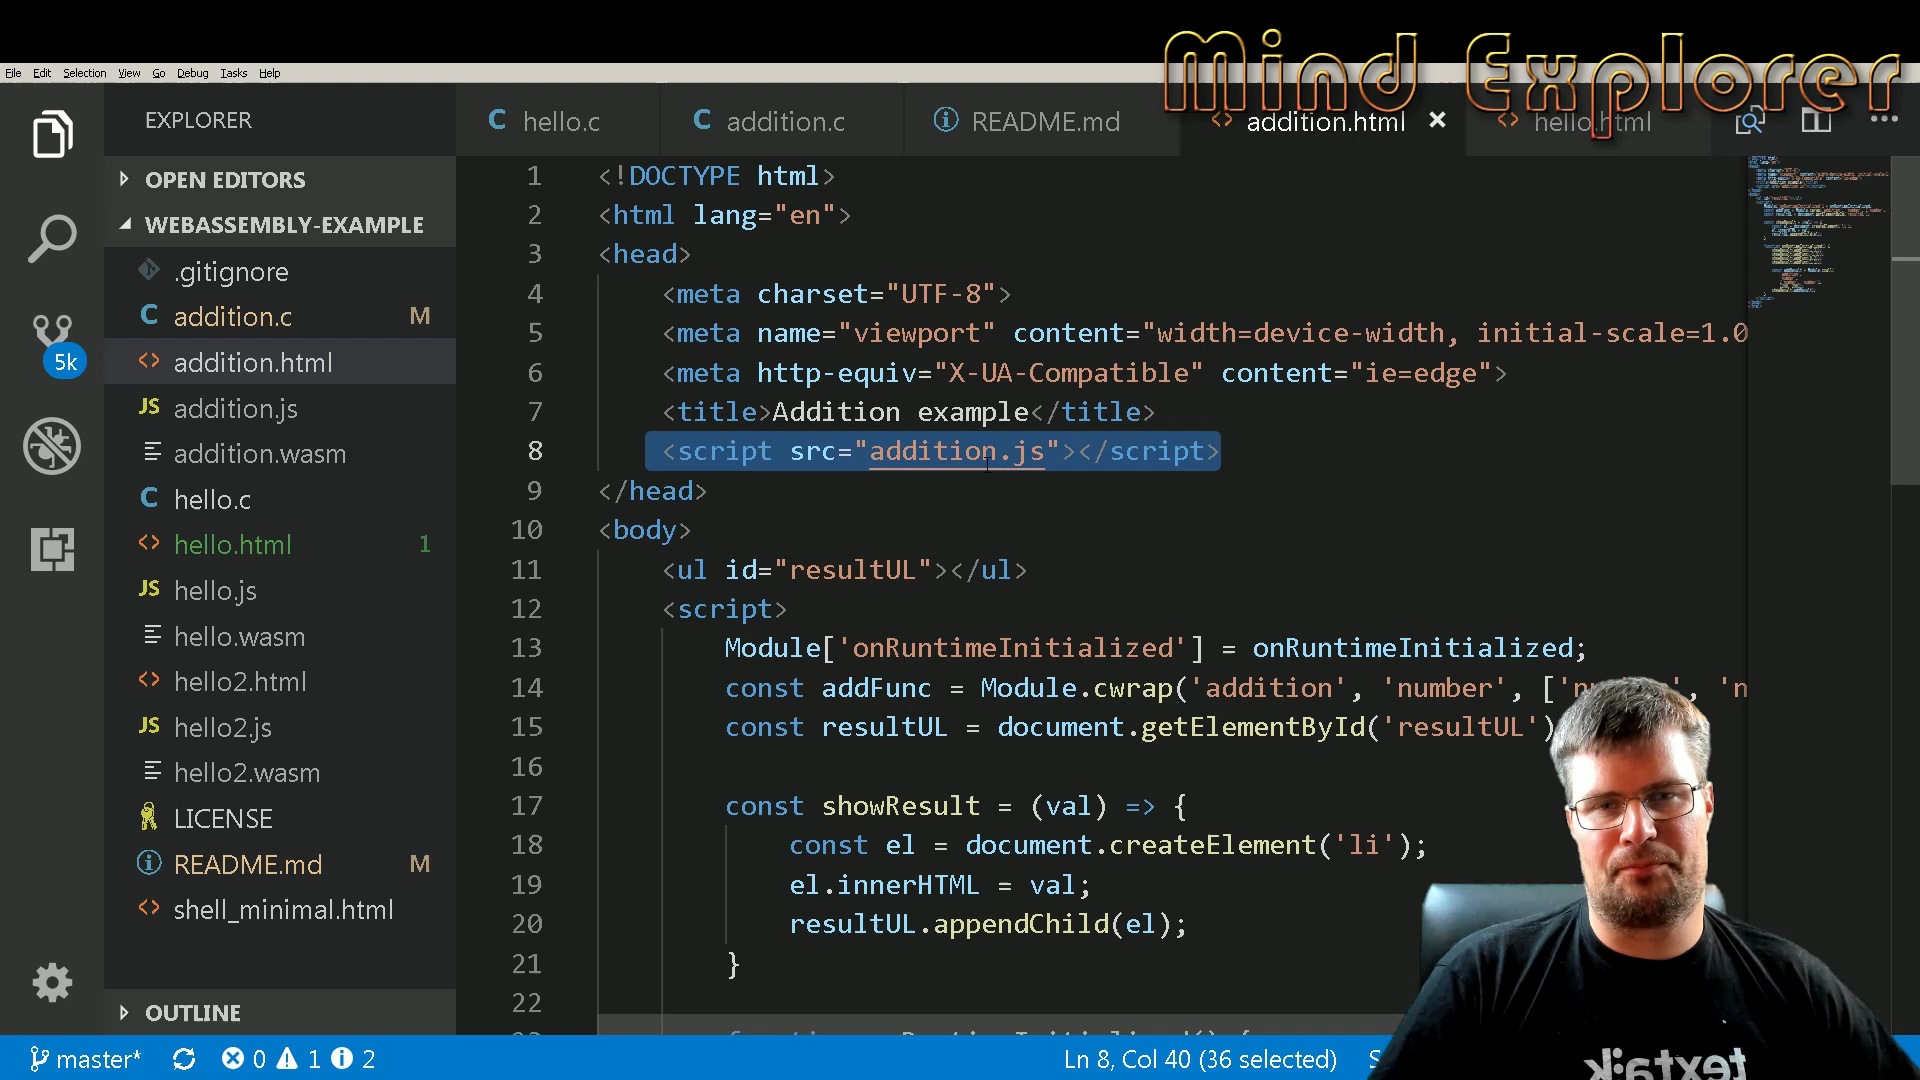 Mind Explorer
File Edit Selection View Go Debug Tasks Help
EXPLORER
OPEN EDITORS
WEBASSEMBLY-EXAMPLE
.gitignore
C addition.c M
<> addition.html
JS addition.js
addition.wasm
C hello.c
<> hello.html 1
JS hello.js
hello.wasm
<> hello2.html
JS hello2.js
hello2.wasm
LICENSE
README.md M
<> shell_minimal.html
OUTLINE
5k
C hello.c C addition.c README.md <> addition.html <> hello.html
1 <!DOCTYPE html>
2 <html lang="en">
3 <head>
4 <meta charset="UTF-8">
5 <meta name="viewport" content="width=device-width, initial-scale=1.0
6 <meta http-equiv="X-UA-Compatible" content="ie=edge">
7 <title>Addition example</title>
8 <script src="addition.js"></script>
9 </head>
10 <body>
11 <ul id="resultUL"></ul>
12 <script>
13 Module['onRuntimeInitialized'] = onRuntimeInitialized;
14 const addFunc = Module.cwrap('addition', 'number', ['number', 'n
15 const resultUL = document.getElementById('resultUL')
16
17 const showResult = (val) => {
18 const el = document.createElement('li');
19 el.innerHTML = val;
20 resultUL.appendChild(el);
21 }
22
master* 0 1 2
Ln 8, Col 40 (36 selected)